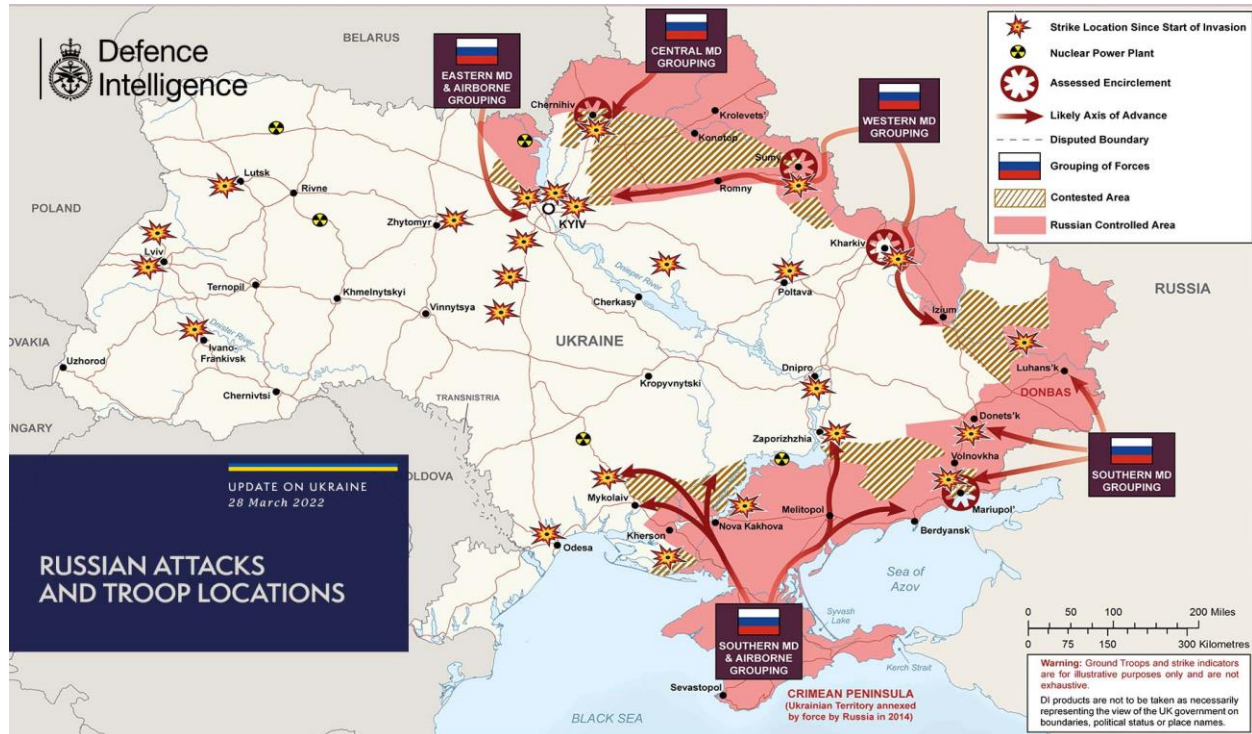 Defence
Intelligence
BELARUS
EASTERN MD
& AIRBORNE
GROUPING
CENTRAL MD
GROUPING
WESTERN MD
GROUPING
Strike Location Since Start of Invasion
Nuclear Power Plant
Assessed Encirclement
Likely Axis of Advance
Disputed Boundary
Grouping of Forces
Contested Area
Russian Controlled Area
Chernihiv
Krolevets'
Konotop
Sumy
Romny
Lutsk
Rivne
POLAND
Zhytomyr
KYIV
Kharkiv
Lviv
Ternopil
Khmelnytskyi
Vinnytsya
Dnieper River
Cherkasy
Poltava
Izium
RUSSIA
OVAKIA
Uzhorod
Dniester River
Ivano-
Frankivsk
Chernivtsi
UKRAINE
Kropyvnytski
Dnipro
Luhans'k
DONBAS
TRANSNISTRIA
Donets'k
NGARY
Zaporizhzhia
Volnovkha
SOUTHERN MD
GROUPING
OLDOVA
UPDATE ON UKRAINE
28 March 2022
RUSSIAN ATTACKS
AND TROOP LOCATIONS
Mykolaiv
Kherson
Nova Kakhova
Melitopol
Mariupol'
Berdyansk
Odesa
Sea of
Azov
Syvash
Lake
Kerch Strait
SOUTHERN MD
& AIRBORNE
GROUPING
Sevastopol
CRIMEAN PENINSULA
(Ukrainian Territory annexed
by force by Russia in 2014)
BLACK SEA
0 50 100 200 Miles
0 75 150 300 Kilometres
Warning: Ground Troops and strike indicators
are for illustrative purposes only and are not
exhaustive.
DI products are not to be taken as necessarily
representing the view of the UK government on
boundaries, political status or place names.